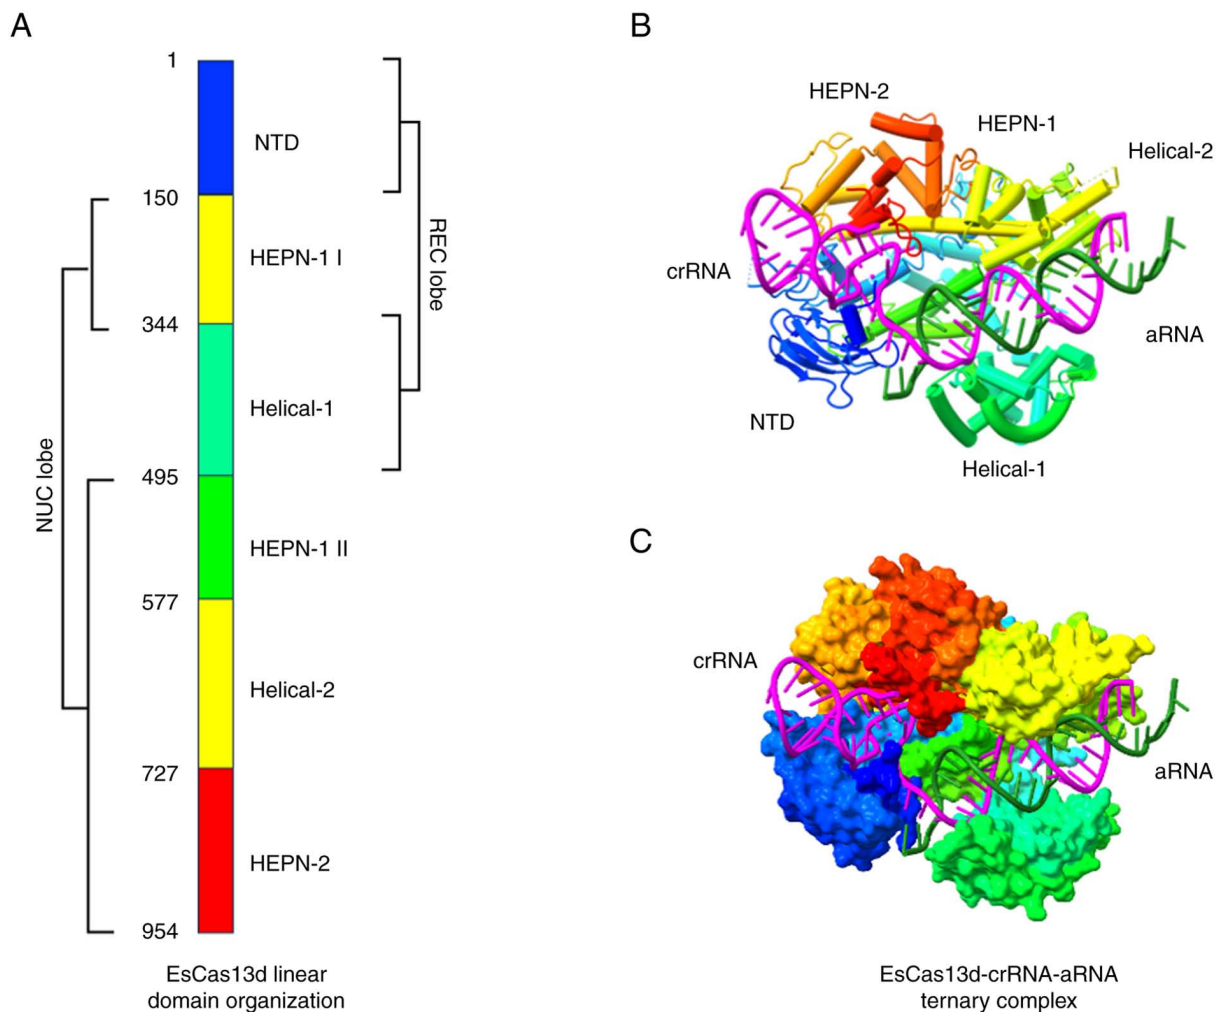 A
1
NTD
150
HEPN-1 I
344
Helical-1
495
HEPN-1 II
577
Helical-2
727
HEPN-2
954
NUC lobe
REC lobe
EsCas13d linear
domain organization
B
HEPN-2
HEPN-1
Helical-2
crRNA
aRNA
NTD
Helical-1
C
crRNA
aRNA
EsCas13d-crRNA-aRNA
ternary complex